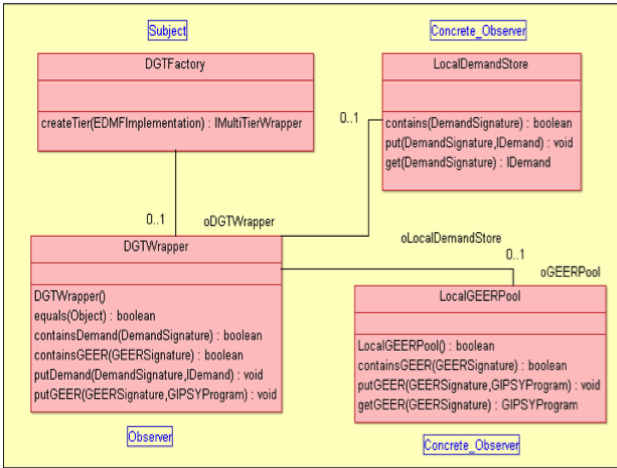 Subject
Concrete_Observer
DGTFactory
createTier(EDMFImplementation) : IMultiTierWrapper
LocalDemandStore
contains(DemandSignature) : boolean
put(DemandSignature,IDemand) : void
get(DemandSignature) : IDemand
0..1
0..1
oDGTWrapper
oLocalDemandStore
0..1
oGEERPool
DGTWrapper
DGTWrapper()
equals(Object) : boolean
containsDemand(DemandSignature) : boolean
containsGEER(GEERSignature) : boolean
putDemand(DemandSignature,IDemand) : void
putGEER(GEERSignature,GIPSYProgram) : void
LocalGEERPool
LocalGEERPool() : boolean
containsGEER(GEERSignature) : boolean
putGEER(GEERSignature,GIPSYProgram) : void
getGEER(GEERSignature) : GIPSYProgram
Observer
Concrete_Observer